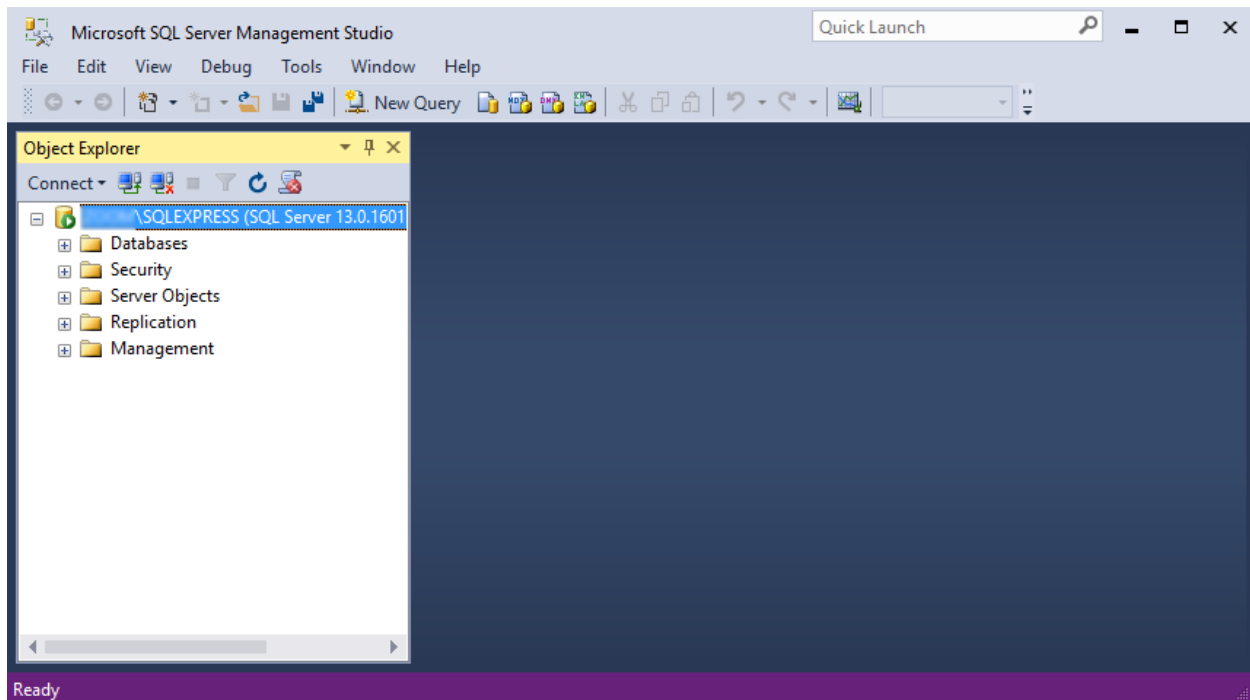 Microsoft SQL Server Management Studio
Quick Launch
File Edit View Debug Tools Window Help
New Query
Object Explorer
Connect
\SQLEXPRESS (SQL Server 13.0.1601
Databases
Security
Server Objects
Replication
Management
Ready